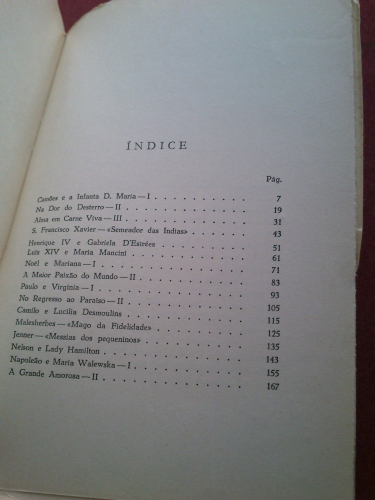 ÍNDICE
Pág.
Camões e a Infanta D. Maria — I . . . . . . . . . . 7
Na Dor do Desterro — II . . . . . . . . . . 19
Alma em Carne Viva — III . . . . . . . . . . 31
S. Francisco Xavier — «Semeador das Índias» . . . . . . 43
Henrique IV e Gabriela D'Estrées . . . . . . . . 51
Luís XIV e Maria Mancini . . . . . . . . . . 61
Noël e Mariana — I . . . . . . . . . . . 71
A Maior Paixão do Mundo — II . . . . . . . . . 83
Paulo e Virgínia — I . . . . . . . . . . . 93
No Regresso ao Paraíso — II . . . . . . . . . . 105
Camilo e Lucília Desmoulins . . . . . . . . . . 115
Malesherbes — «Mago da Fidelidade» . . . . . . . . 125
Jenner — «Messias dos pequeninos» . . . . . . . . 135
Nelson e Lady Hamilton . . . . . . . . . . 143
Napoleão e Maria Walewska — I . . . . . . . . . 155
A Grande Amorosa — II . . . . . . . . . . 167